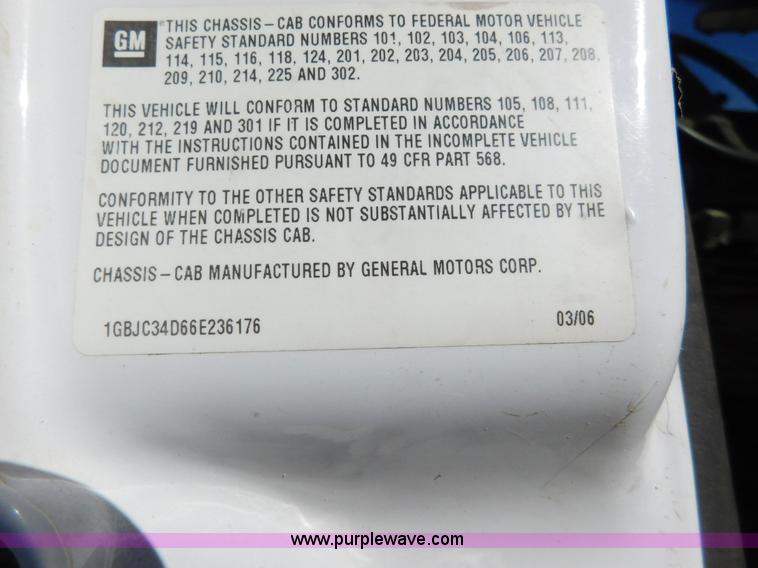 GM
THIS CHASSIS-CAB CONFORMS TO FEDERAL MOTOR VEHICLE
SAFETY STANDARD NUMBERS 101, 102, 103, 104, 106, 113,
114, 115, 116, 118, 124, 201, 202, 203, 204, 205, 206, 207, 208,
209, 210, 214, 225 AND 302.
THIS VEHICLE WILL CONFORM TO STANDARD NUMBERS 105, 108, 111,
120, 212, 219 AND 301 IF IT IS COMPLETED IN ACCORDANCE
WITH THE INSTRUCTIONS CONTAINED IN THE INCOMPLETE VEHICLE
DOCUMENT FURNISHED PURSUANT TO 49 CFR PART 568.
CONFORMITY TO THE OTHER SAFETY STANDARDS APPLICABLE TO THIS
VEHICLE WHEN COMPLETED IS NOT SUBSTANTIALLY AFFECTED BY THE
DESIGN OF THE CHASSIS CAB.
CHASSIS-CAB MANUFACTURED BY GENERAL MOTORS CORP.
1GBJC34D66E236176 03/06
www.purplewave.com